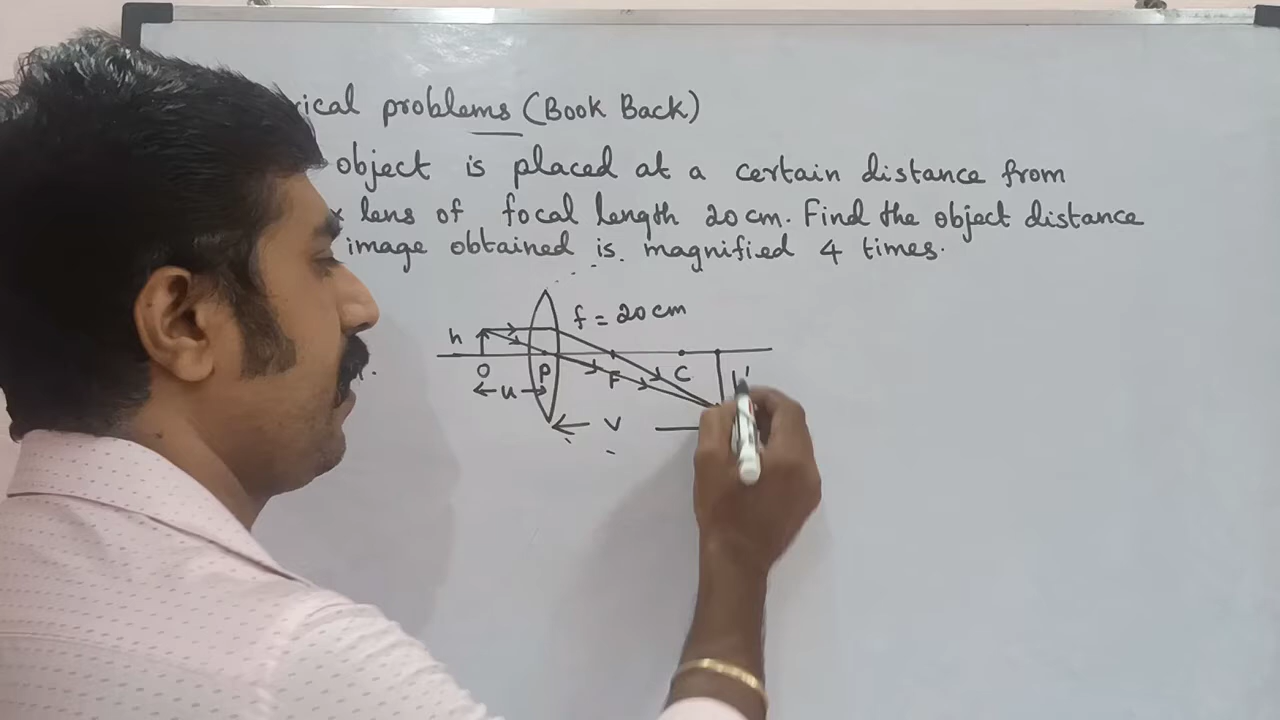 rical problems (Book Back)
object is placed at a certain distance from
x lens of focal length 20 cm. Find the object distance
image obtained is magnified 4 times.
f = 20 cm
h
O P F C h'
u
v